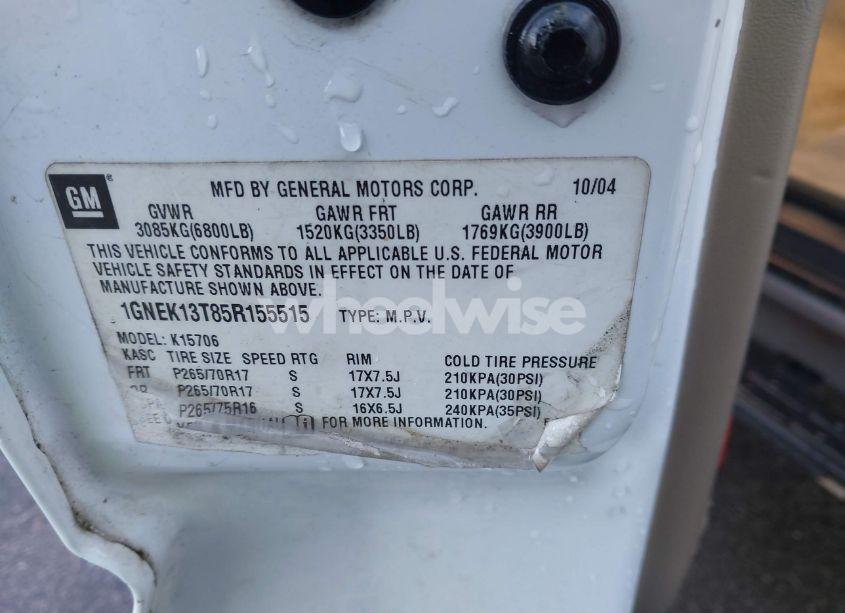 GM
MFD BY GENERAL MOTORS CORP. 10/04
GVWR GAWR FRT GAWR RR
3085KG(6800LB) 1520KG(3350LB) 1769KG(3900LB)
THIS VEHICLE CONFORMS TO ALL APPLICABLE U.S. FEDERAL MOTOR
VEHICLE SAFETY STANDARDS IN EFFECT ON THE DATE OF
MANUFACTURE SHOWN ABOVE.
1GNEK13T85R155515 TYPE: M.P.V.
wheelwise
MODEL: K15706
KASC TIRE SIZE SPEED RTG RIM COLD TIRE PRESSURE
FRT P265/70R17 S 17X7.5J 210KPA(30PSI)
P265/70R17 S 17X7.5J 210KPA(30PSI)
P265/75R16 S 16X6.5J 240KPA(35PSI)
FOR MORE INFORMATION.